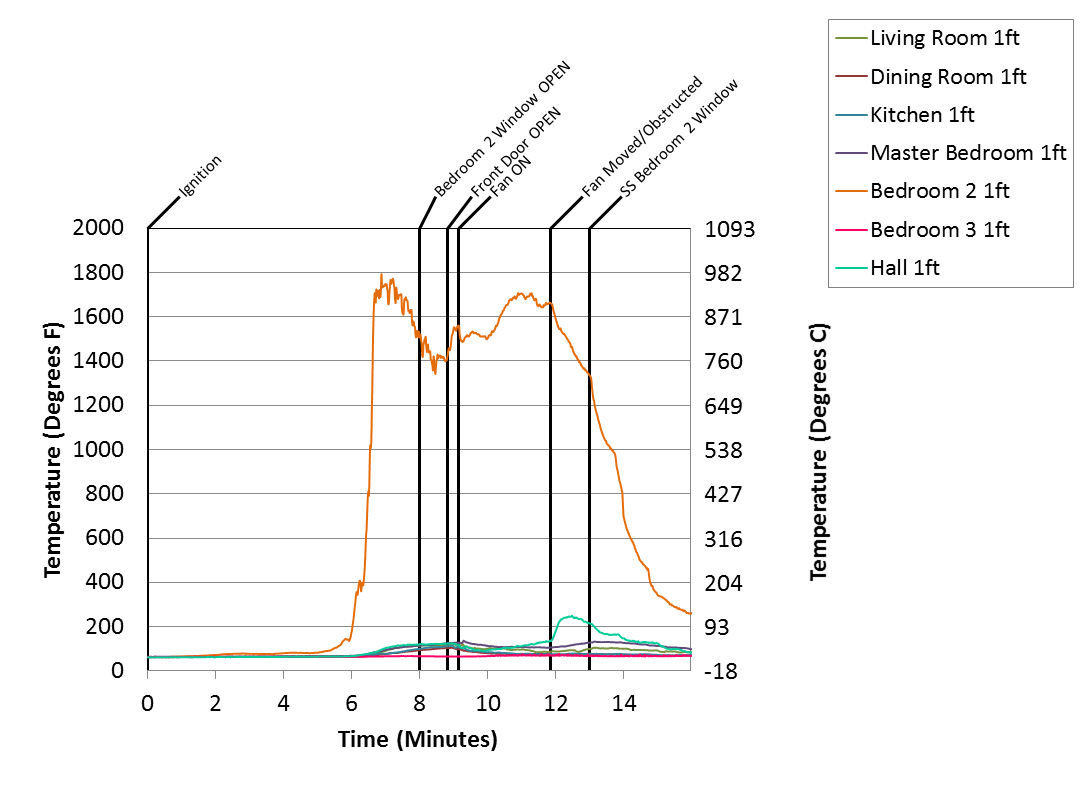 Living Room 1ft
Dining Room 1ft
Kitchen 1ft
Master Bedroom 1ft
Bedroom 2 1ft
Bedroom 3 1ft
Hall 1ft
Ignition
Bedroom 2 Window OPEN
Front Door OPEN
Fan ON
Fan Moved/Obstructed
SS Bedroom 2 Window
Temperature (Degrees F)
2000
1800
1600
1400
1200
1000
800
600
400
200
0
1093
982
871
760
649
538
427
316
204
93
-18
Temperature (Degrees C)
0 2 4 6 8 10 12 14
Time (Minutes)